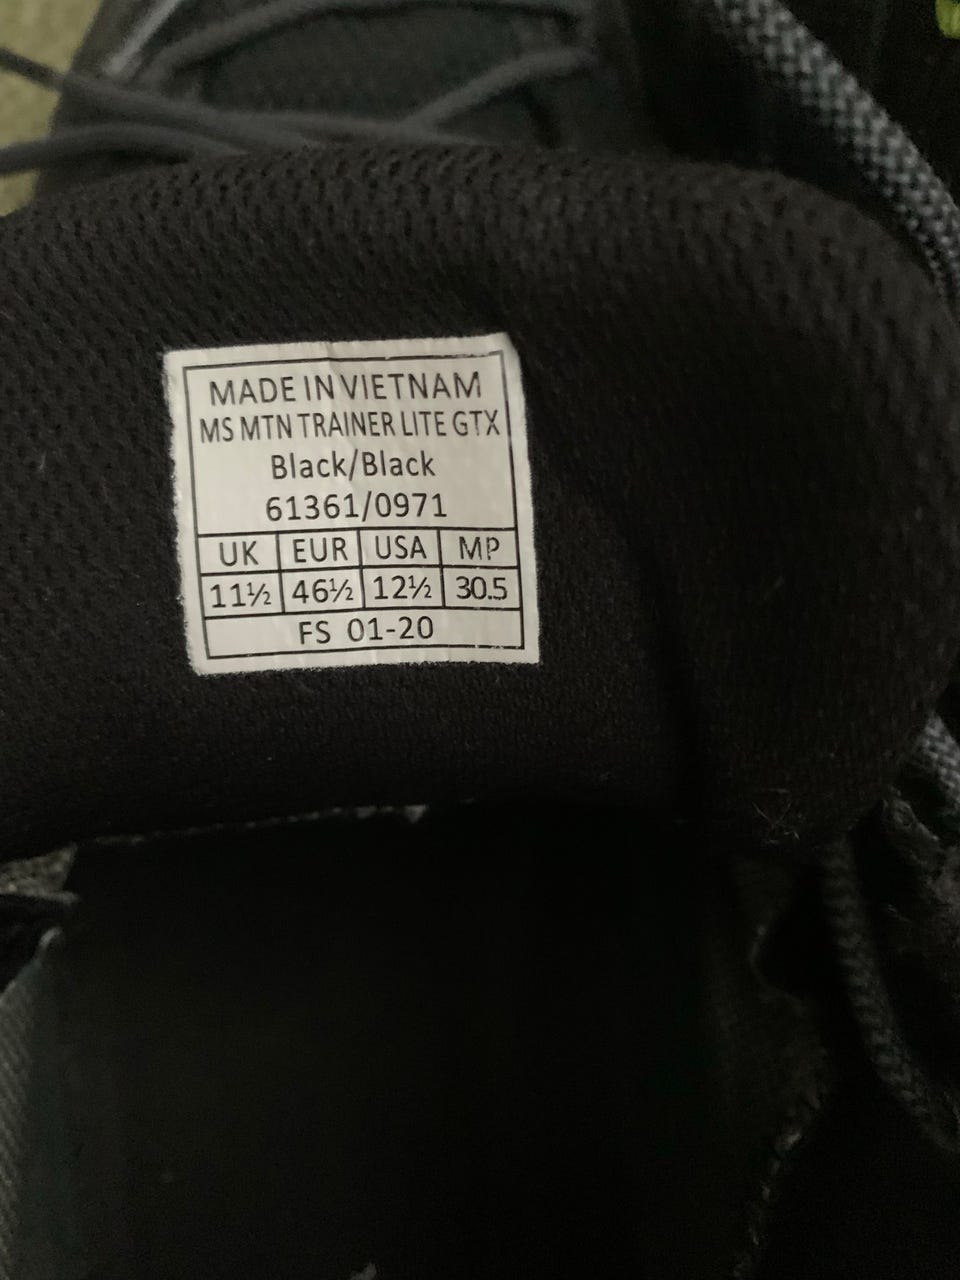 MADE IN VIETNAM
MS MTN TRAINER LITE GTX
Black/Black
61361/0971
UK EUR USA MP
11½ 46½ 12½ 30.5
FS 01-20